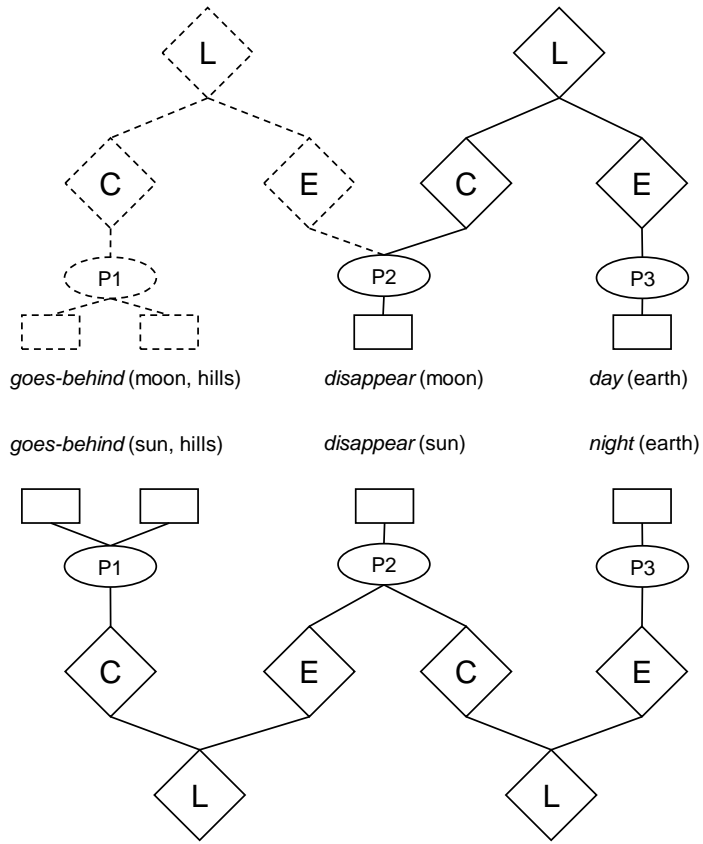 L L
C E C E
P1 P2 P3
goes-behind (moon, hills) disappear (moon) day (earth)
goes-behind (sun, hills) disappear (sun) night (earth)
P1 P2 P3
C E C E
L L